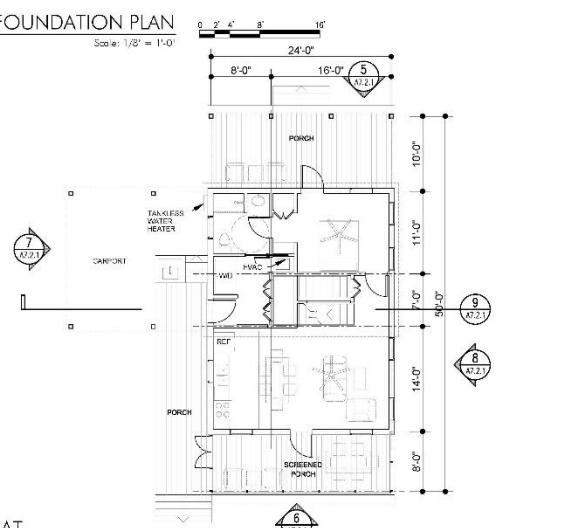 FOUNDATION PLAN
Scale: 1/8" = 1'-0"
0 2' 4' 8' 16'
24'-0"
8'-0" 16'-0"
5
A7.2.1
PORCH
10'-0"
TANKLESS
WATER
HEATER
11'-0"
7
A7.2.1
CARPORT
HVAC
W/D
7'-0"
50'-0"
9
A7.2.1
REF
8
A7.2.1
14'-0"
PORCH
SCREENED
PORCH
8'-0"
6